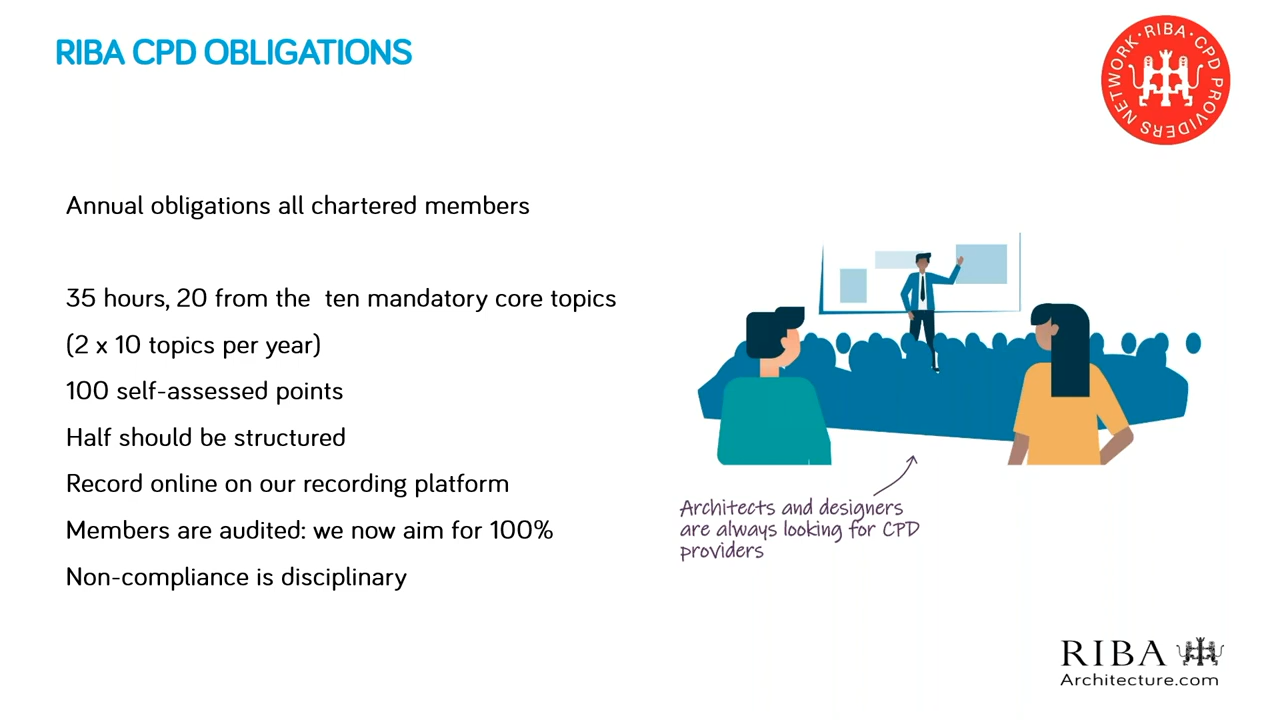 RIBA CPD OBLIGATIONS
RIBA · CPD PROVIDERS NETWORK ·
Annual obligations all chartered members
35 hours, 20 from the  ten mandatory core topics
(2 x 10 topics per year)
100 self-assessed points
Half should be structured
Record online on our recording platform
Members are audited: we now aim for 100%
Non-compliance is disciplinary
Architects and designers
are always looking for CPD
providers
RIBA
Architecture.com